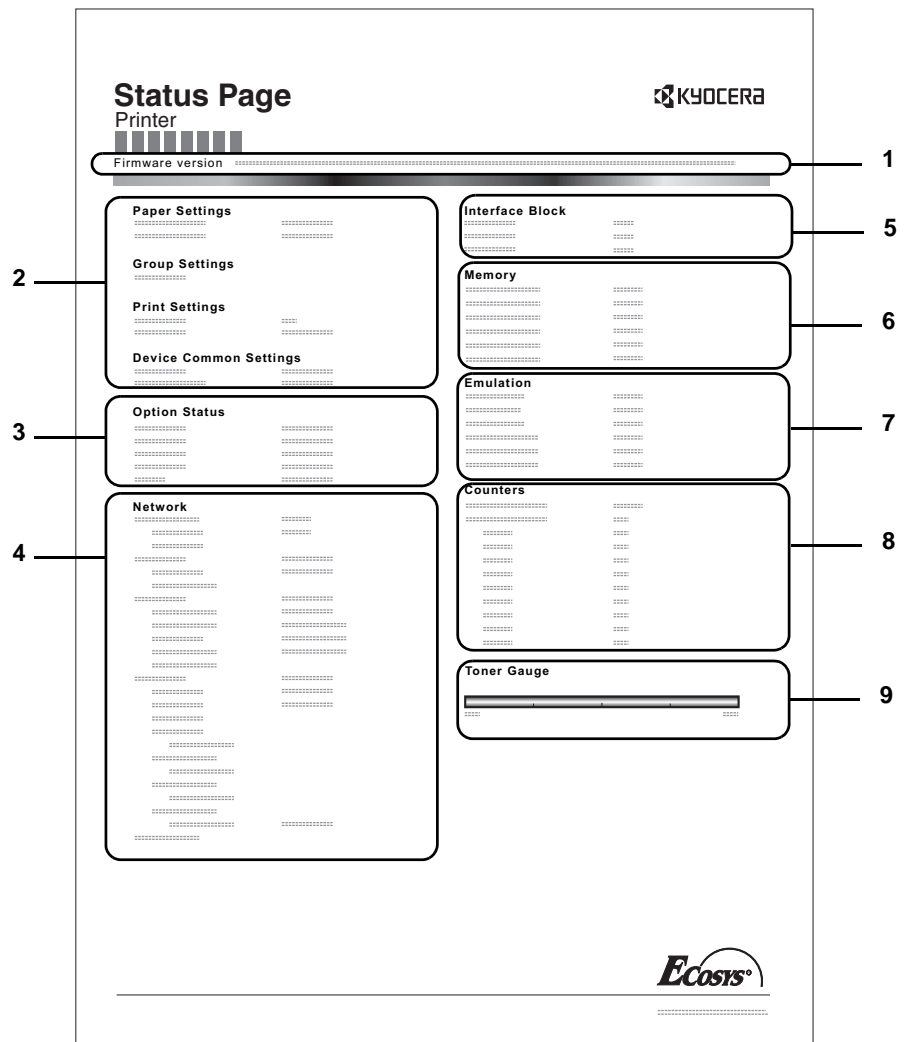 Status Page
KYOCERA
Printer
Firmware version
1
Paper Settings
Group Settings
Print Settings
Device Common Settings
2
Option Status
3
Network
4
Interface Block
5
Memory
6
Emulation
7
Counters
8
Toner Gauge
9
ECOSYS